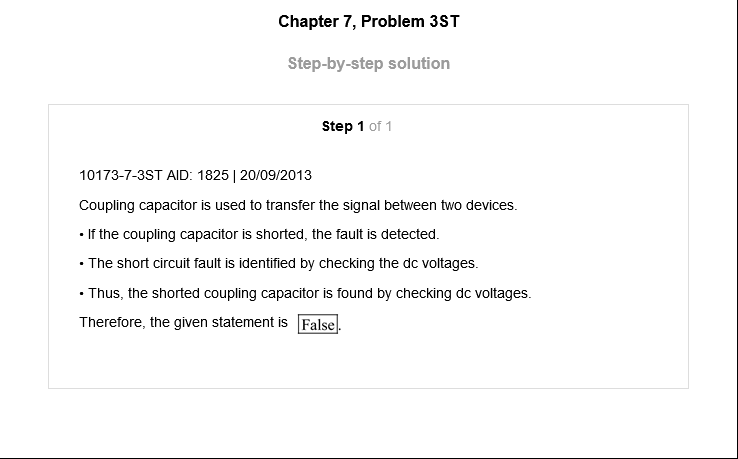 Chapter 7, Problem 3ST
Step-by-step solution
Step 1 of 1
10173-7-3ST AID: 1825 | 20/09/2013
Coupling capacitor is used to transfer the signal between two devices.
• If the coupling capacitor is shorted, the fault is detected.
• The short circuit fault is identified by checking the dc voltages.
• Thus, the shorted coupling capacitor is found by checking dc voltages.
Therefore, the given statement is False.